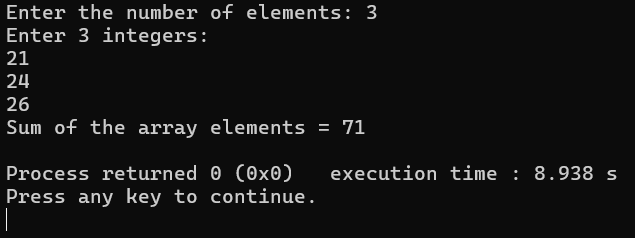 Enter the number of elements: 3
Enter 3 integers:
21
24
26
Sum of the array elements = 71
Process returned 0 (0x0)   execution time : 8.938 s
Press any key to continue.